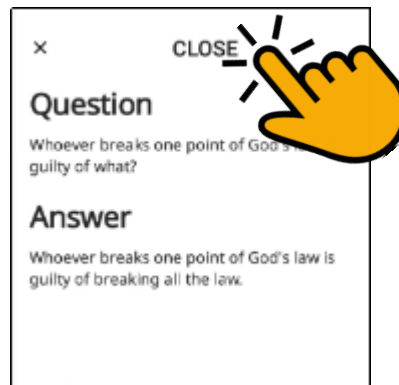 × CLOSE
Question
Whoever breaks one point of God's
guilty of what?
Answer
Whoever breaks one point of God's law is
guilty of breaking all the law.